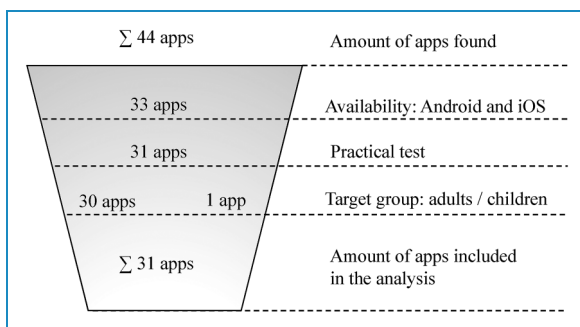 ∑ 44 apps Amount of apps found
33 apps Availability: Android and iOS
31 apps Practical test
30 apps 1 app Target group: adults / children
∑ 31 apps Amount of apps included
in the analysis